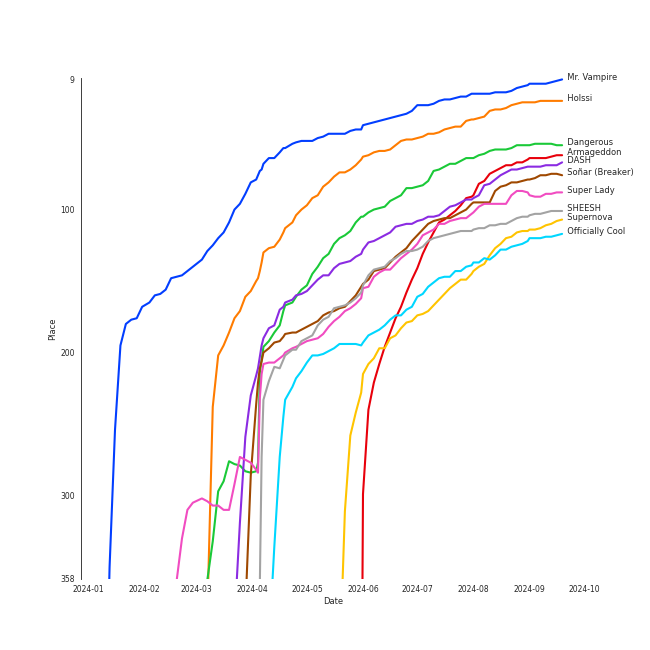 9
Mr. Vampire
Holssi
Dangerous
Armageddon
DASH
Soñar (Breaker)
Super Lady
100
SHEESH
Supernova
Officially Cool
Place
200
300
358
2024-01 2024-02 2024-03 2024-04 2024-05 2024-06 2024-07 2024-08 2024-09 2024-10
Date